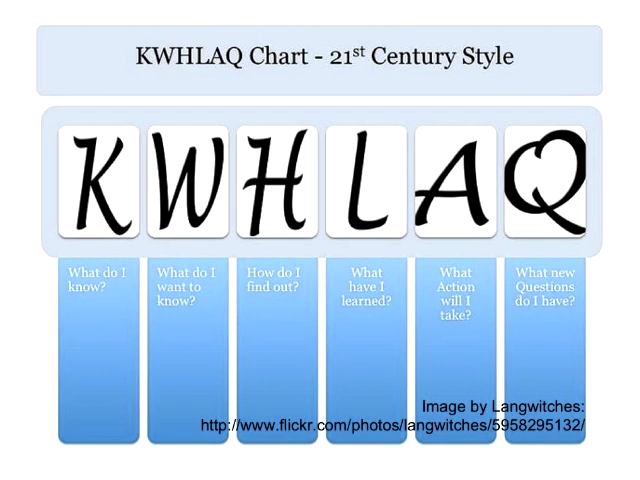 KWHLAQ Chart - 21st Century Style
K W H L A Q
What do I
know?
What do I
want to
know?
How do I
find out?
What
have I
learned?
What
Action
will I
take?
What new
Questions
do I have?
Image by Langwitches:
http://www.flickr.com/photos/langwitches/5958295132/